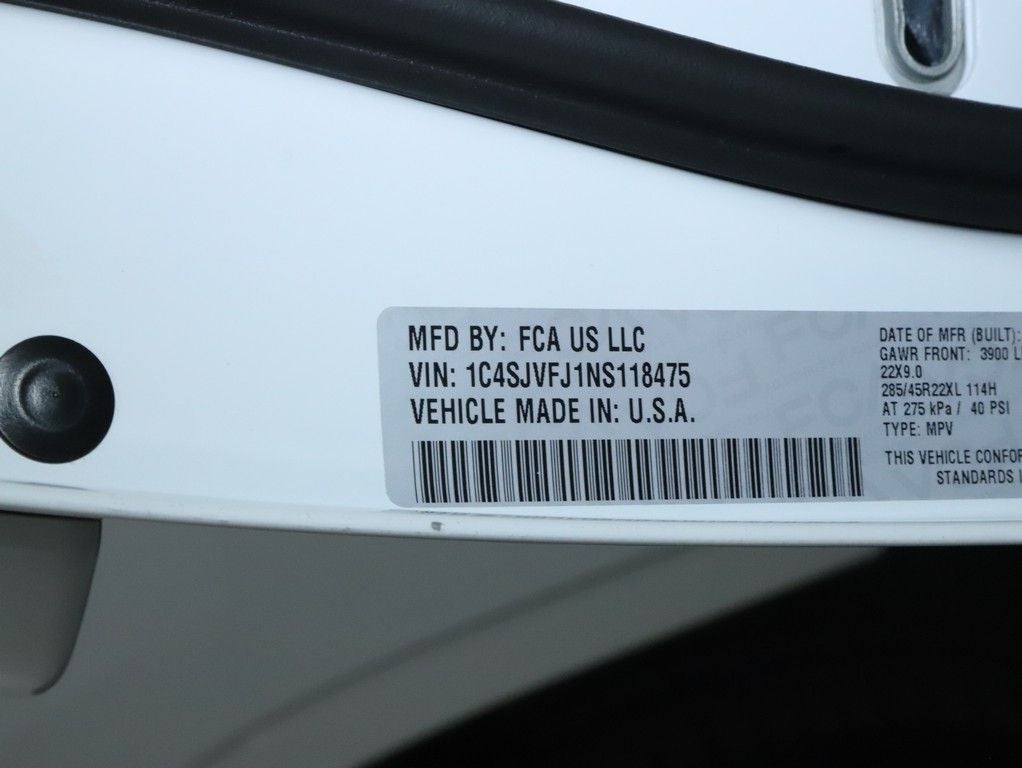 MFD BY: FCA US LLC
VIN: 1C4SJVFJ1NS118475
VEHICLE MADE IN: U.S.A.
DATE OF MFR (BUILT):
GAWR FRONT: 3900 L
22X9.0
285/45R22XL 114H
AT 275 kPa / 40 PSI
TYPE: MPV
THIS VEHICLE CONFOR
STANDARDS